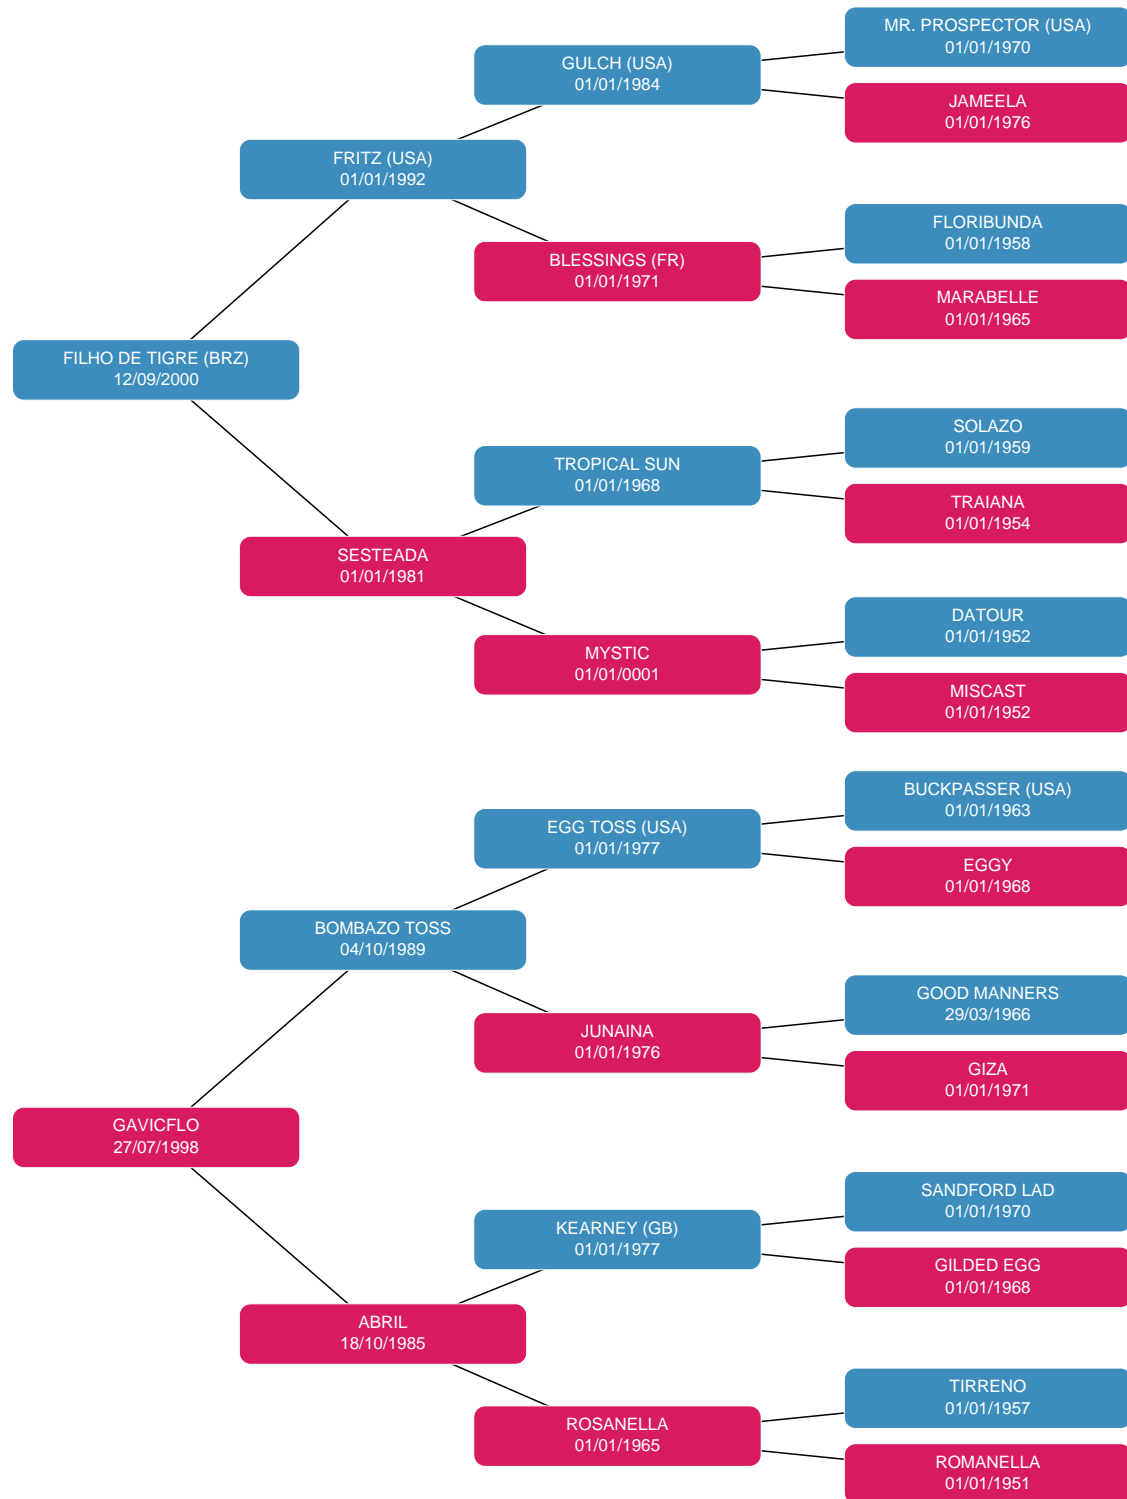 MR. PROSPECTOR (USA)
01/01/1970
GULCH (USA)
01/01/1984
JAMEELA
01/01/1976
FRITZ (USA)
01/01/1992
FLORIBUNDA
01/01/1958
BLESSINGS (FR)
01/01/1971
MARABELLE
01/01/1965
FILHO DE TIGRE (BRZ)
12/09/2000
SOLAZO
01/01/1959
TROPICAL SUN
01/01/1968
TRAIANA
01/01/1954
SESTEADA
01/01/1981
DATOUR
01/01/1952
MYSTIC
01/01/0001
MISCAST
01/01/1952
BUCKPASSER (USA)
01/01/1963
EGG TOSS (USA)
01/01/1977
EGGY
01/01/1968
BOMBAZO TOSS
04/10/1989
GOOD MANNERS
29/03/1966
JUNAINA
01/01/1976
GIZA
01/01/1971
GAVICFLO
27/07/1998
SANDFORD LAD
01/01/1970
KEARNEY (GB)
01/01/1977
GILDED EGG
01/01/1968
ABRIL
18/10/1985
TIRRENO
01/01/1957
ROSANELLA
01/01/1965
ROMANELLA
01/01/1951